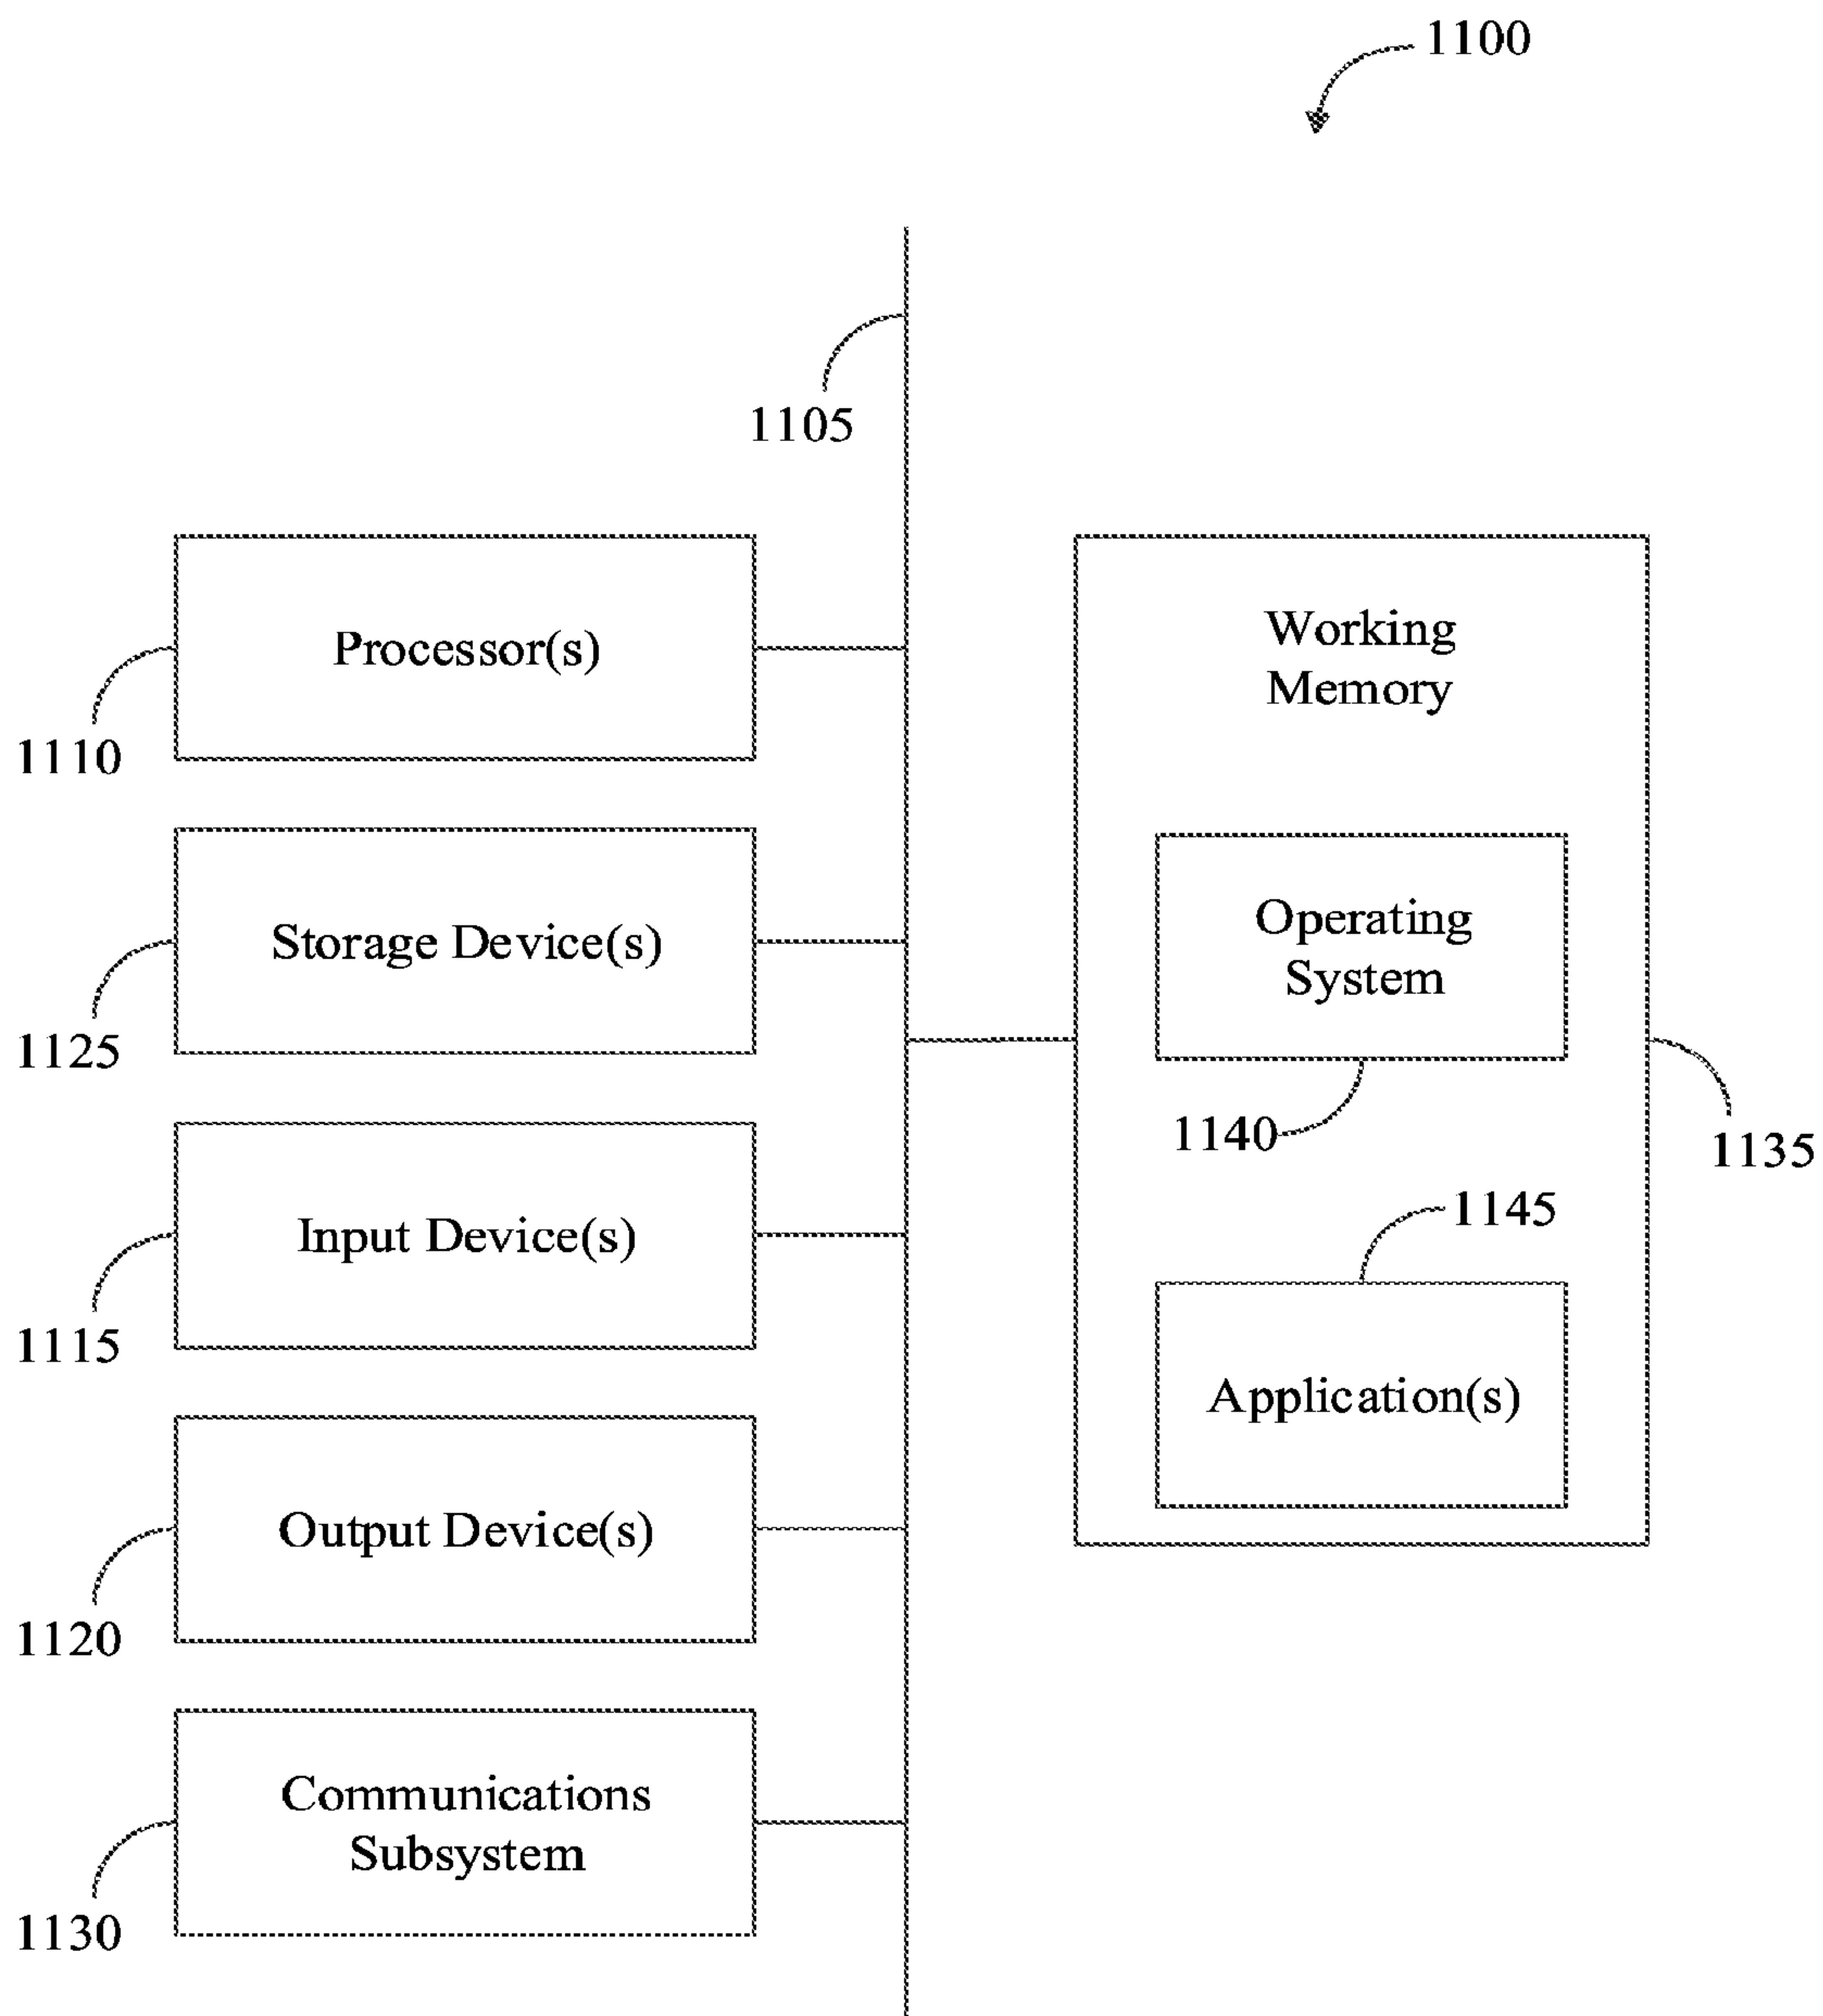 1100
1105
Processor(s)
1110
Storage Device(s)
1125
Input Device(s)
1115
Output Device(s)
1120
Communications
Subsystem
1130
Working
Memory
Operating
System
1140
1135
1145
Application(s)